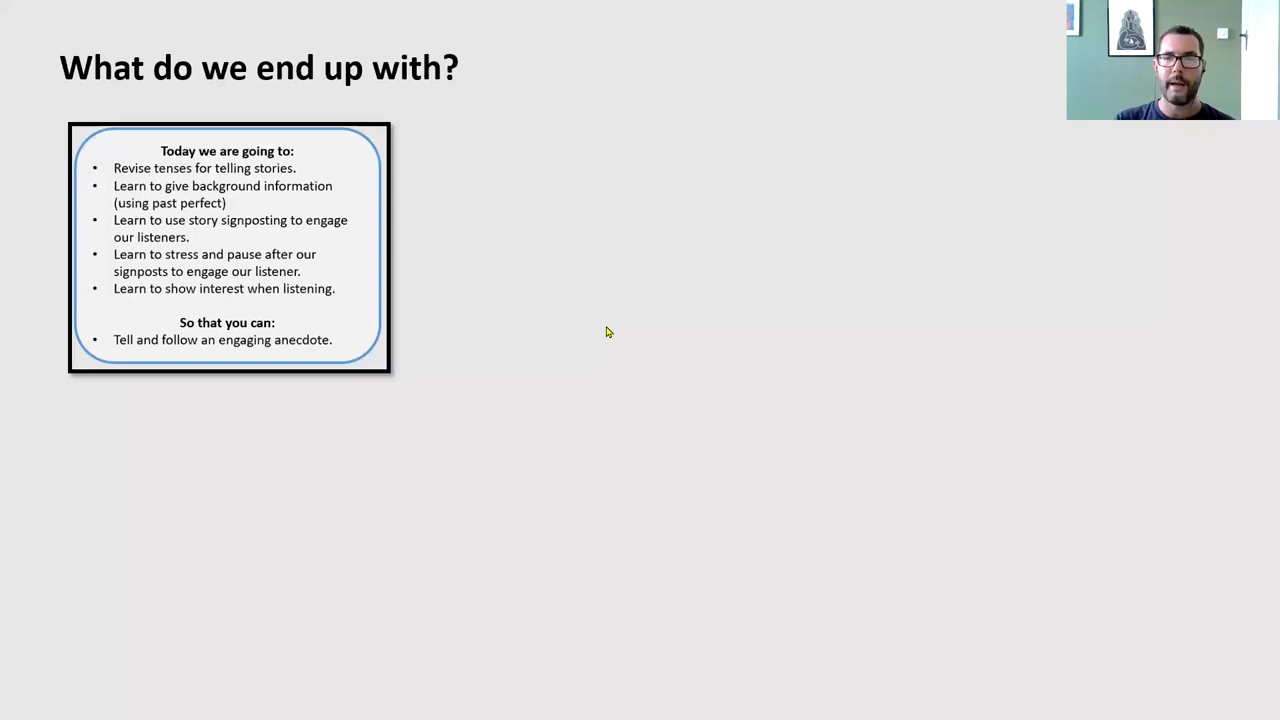 What do we end up with?
Today we are going to:
• Revise tenses for telling stories.
• Learn to give background information
(using past perfect)
• Learn to use story signposting to engage
our listeners.
• Learn to stress and pause after our
signposts to engage our listener.
• Learn to show interest when listening.
So that you can:
• Tell and follow an engaging anecdote.